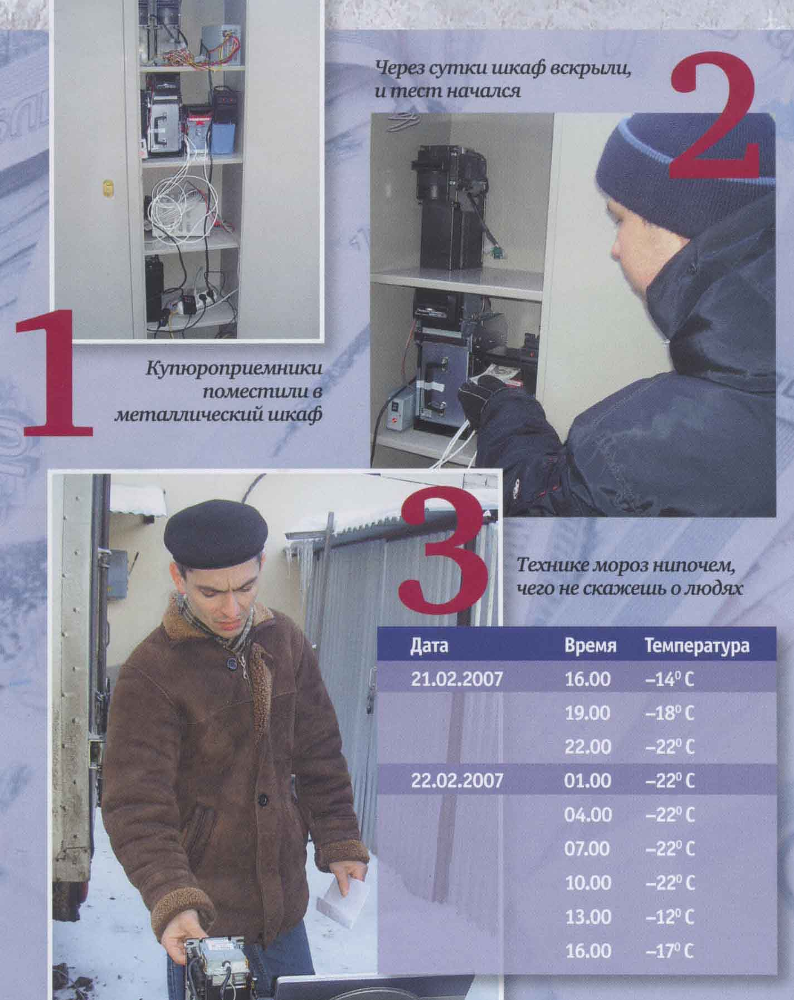 1
Купюроприемники
поместили в
металлический шкаф
2
Через сутки шкаф вскрыли,
и тест начался
3
Технике мороз нипочем,
чего не скажешь о людях
Дата Время Температура
21.02.2007 16.00 –14⁰ C
19.00 –18⁰ C
22.00 –22⁰ C
22.02.2007 01.00 –22⁰ C
04.00 –22⁰ C
07.00 –22⁰ C
10.00 –22⁰ C
13.00 –12⁰ C
16.00 –17⁰ C